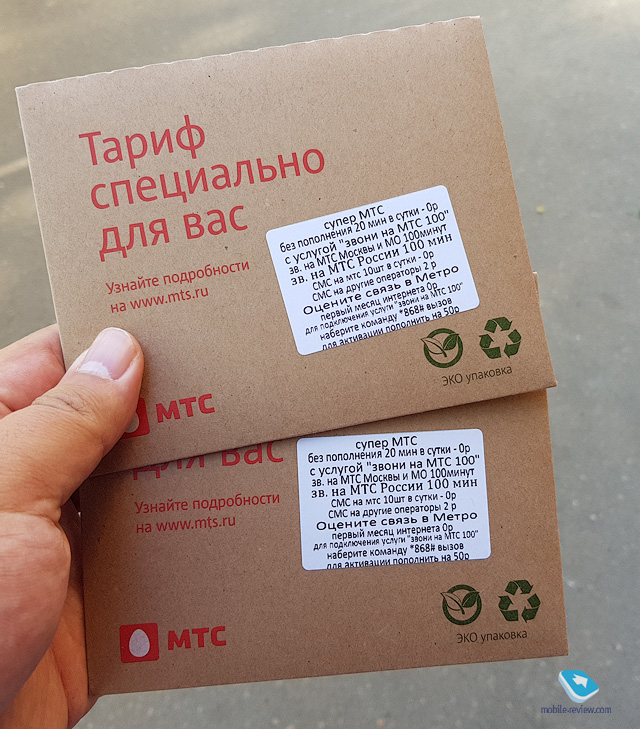 Тариф
специально
для вас
Узнайте подробности
на www.mts.ru
супер МТС
без пополнения 20 мин в сутки - 0р
с услугой "звони на МТС 100"
зв. на МТС Москвы и МО 100минут
зв. на МТС России 100 мин
СМС на мтс 10шт в сутки - 0р
СМС на другие операторы 2 р
Оцените связь в Метро
первый месяц интернета 0р
для подключения услуги "звони на МТС 100"
наберите команду *868# вызов
для активации пополнить на 50р
ЭКО упаковка
мтс
для вас
Узнайте подробности
на www.mts.ru
супер МТС
без пополнения 20 мин в сутки - 0р
с услугой "звони на МТС 100"
зв. на МТС Москвы и МО 100минут
зв. на МТС России 100 мин
СМС на мтс 10шт в сутки - 0р
СМС на другие операторы 2 р
Оцените связь в Метро
первый месяц интернета 0р
для подключения услуги "звони на МТС 100"
наберите команду *868# вызов
для активации пополнить на 50р
ЭКО упаковка
мтс
mobile-review.com